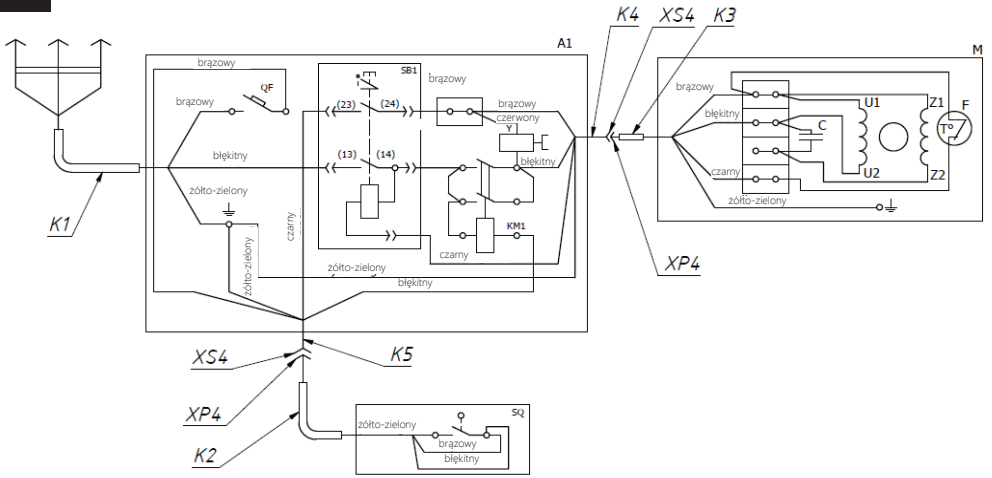 K4
XS4
K3
A1
M
brązowy
QF
SB1
brązowy
brązowy
(23)
(24)
brązowy
czerwony
Y
błękitny
(13)
(14)
błękitny
żółto-zielony
czarny
żółto-zielony
KM1
czarny
żółto-zielony
błękitny
K1
brązowy
błękitny
czarny
żółto-zielony
U1
Z1
F
C
T°
U2
Z2
XP4
XS4
K5
XP4
K2
SQ
żółto-zielony
brązowy
błękitny